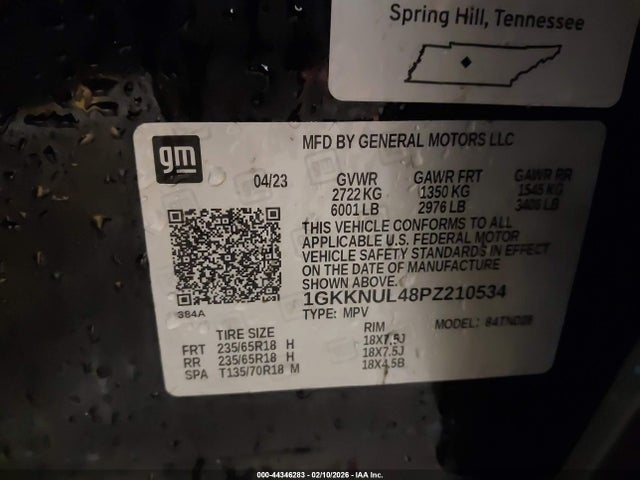 Spring Hill, Tennessee
gm
MFD BY GENERAL MOTORS LLC
04/23 GVWR GAWR FRT GAWR RR
2722 KG 1350 KG 1545 KG
6001 LB 2976 LB 3406 LB
THIS VEHICLE CONFORMS TO ALL
APPLICABLE U.S. FEDERAL MOTOR
VEHICLE SAFETY STANDARDS IN EFFECT
ON THE DATE OF MANUFACTURE
SHOWN ABOVE.
1GKKNUL48PZ210534
384A TYPE: MPV MODEL: 84TND26
TIRE SIZE RIM
FRT 235/65R18 H 18X7.5J
RR 235/65R18 H 18X7.5J
SPA T135/70R18 M 18X4.5B
000-44346283 - 02/10/2026 - IAA Inc.